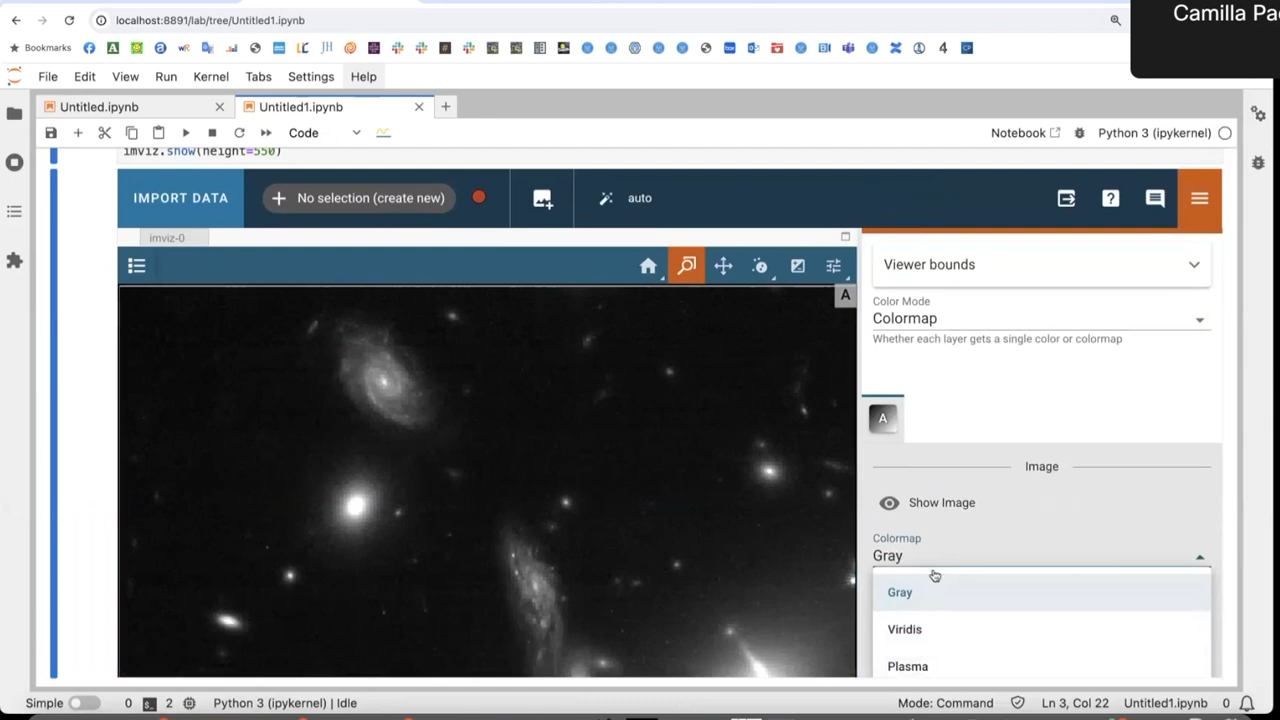 Camilla
localhost:8891/lab/tree/Untitled1.ipynb
Bookmarks
File Edit View Run Kernel Tabs Settings Help
Untitled.ipynb Untitled1.ipynb
Code Notebook Python 3 (ipykernel)
imviz.show(height=550)
IMPORT DATA No selection (create new) auto
imviz-0
A
Viewer bounds
Color Mode
Colormap
Whether each layer gets a single color or colormap
A
Image
Show Image
Colormap
Gray
Gray
Viridis
Plasma
Simple 0 2 Python 3 (ipykernel) | Idle Mode: Command Ln 3, Col 22 Untitled1.ipynb 0